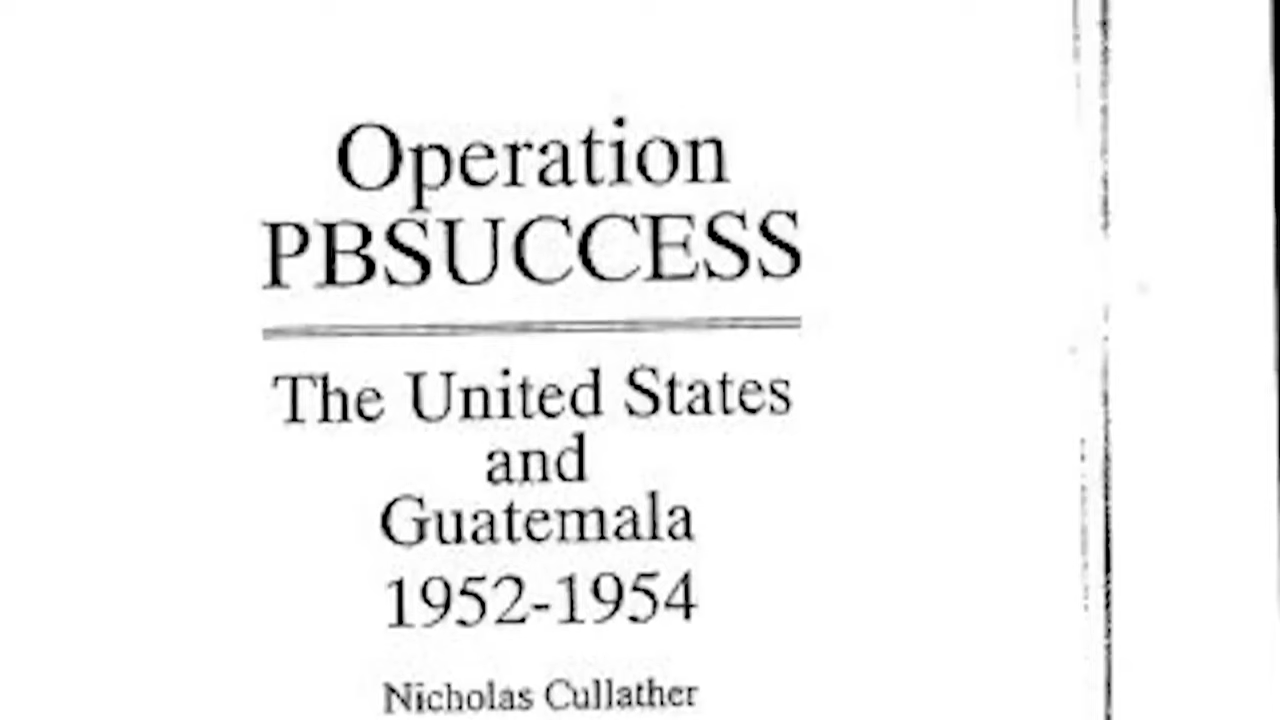 Operation
PBSUCCESS
The United States
and
Guatemala
1952-1954
Nicholas Cullather